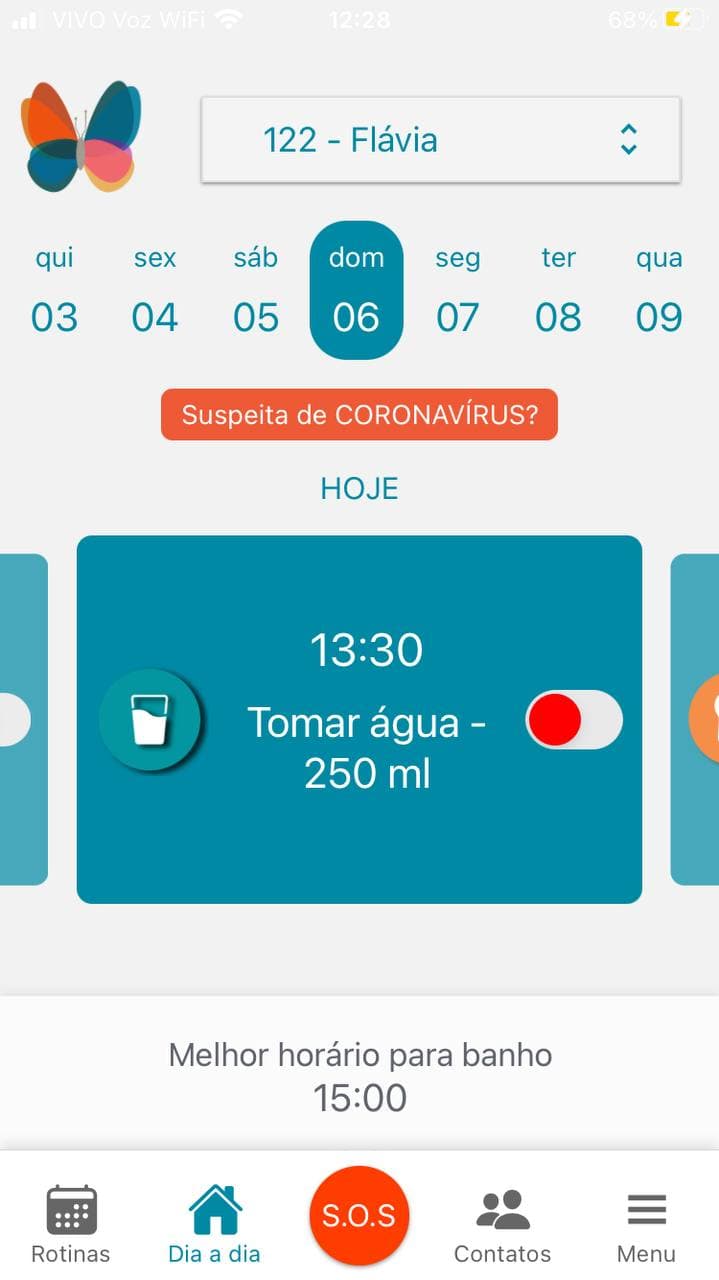 VIVO Voz WiFi 12:28 68%
122 - Flávia
qui sex sáb dom seg ter qua
03 04 05 06 07 08 09
Suspeita de CORONAVÍRUS?
HOJE
13:30
Tomar água -
250 ml
Melhor horário para banho
15:00
S.O.S
Rotinas Dia a dia Contatos Menu